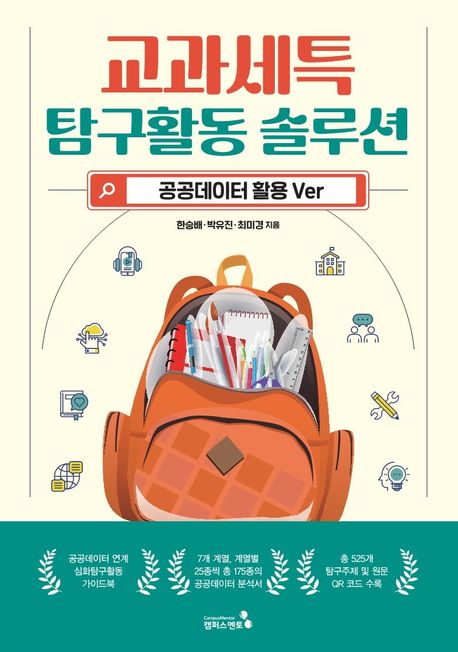 교과세특
탐구활동 솔루션
공공데이터 활용 Ver
한승배·박유진·최미경 지음
공공데이터 연계
심화탐구활동
가이드북
7개 계열, 계열별
25종씩 총 175종의
공공데이터 분석서
총 525개
탐구주제 및 원문
QR 코드 수록
CampusMentor
캠퍼스멘토